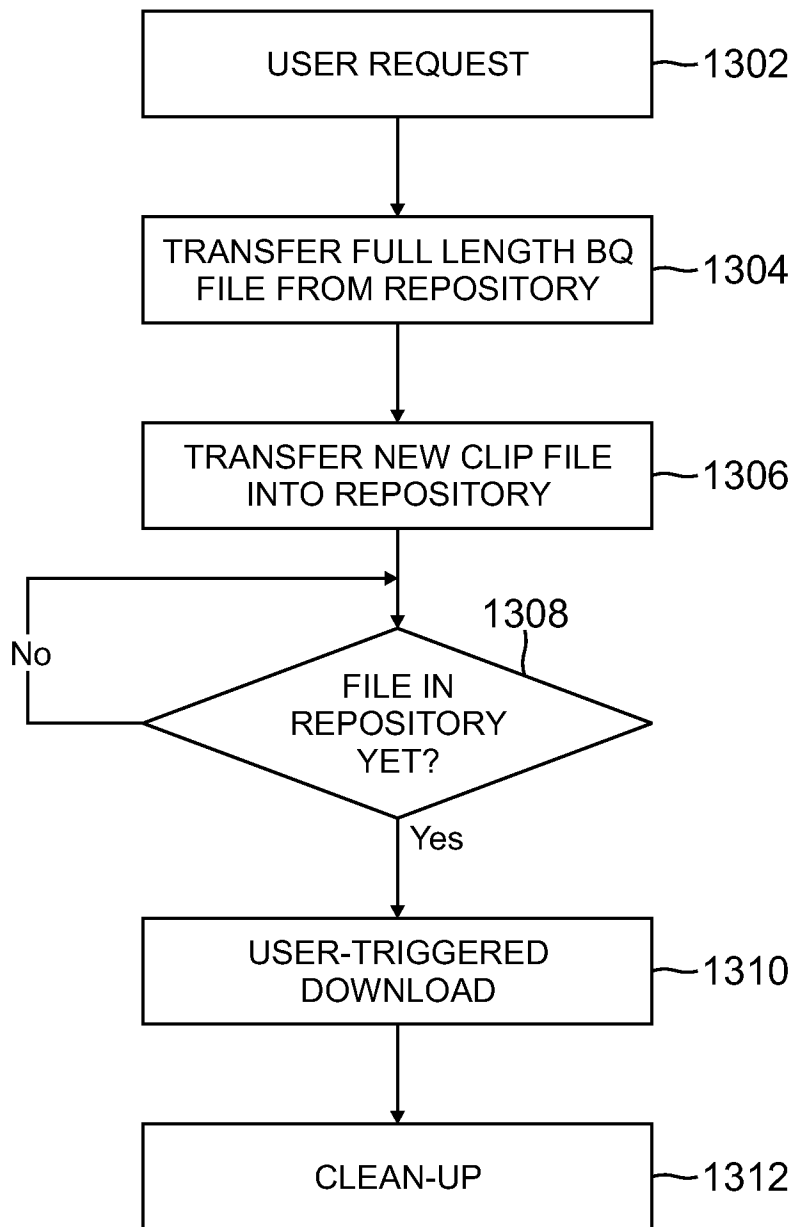 USER REQUEST
1302
TRANSFER FULL LENGTH BQ
FILE FROM REPOSITORY
1304
TRANSFER NEW CLIP FILE
INTO REPOSITORY
1306
1308
No
FILE IN
REPOSITORY
YET?
Yes
USER-TRIGGERED
DOWNLOAD
1310
CLEAN-UP
1312